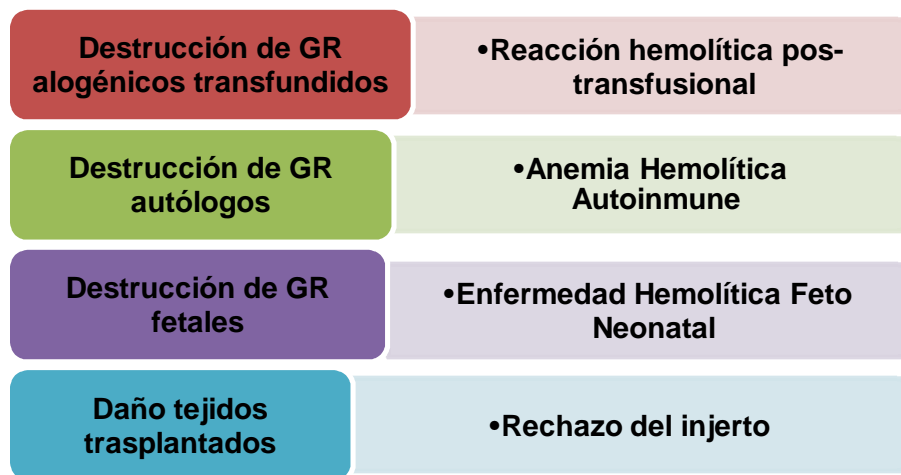 Destrucción de GR
alogénicos transfundidos
•Reacción hemolítica pos-
transfusional
Destrucción de GR
autólogos
•Anemia Hemolítica
Autoinmune
Destrucción de GR
fetales
•Enfermedad Hemolítica Feto
Neonatal
Daño tejidos
trasplantados
•Rechazo del injerto